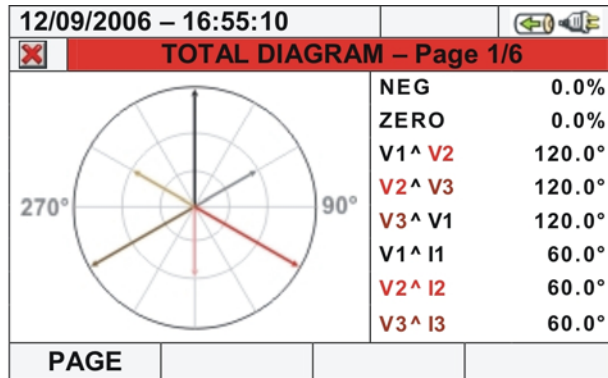 12/09/2006 – 16:55:10
TOTAL DIAGRAM – Page 1/6
NEG 0.0%
ZERO 0.0%
V1^ V2 120.0°
V2^ V3 120.0°
270° 90°
V3^ V1 120.0°
V1^ I1 60.0°
V2^ I2 60.0°
V3^ I3 60.0°
PAGE